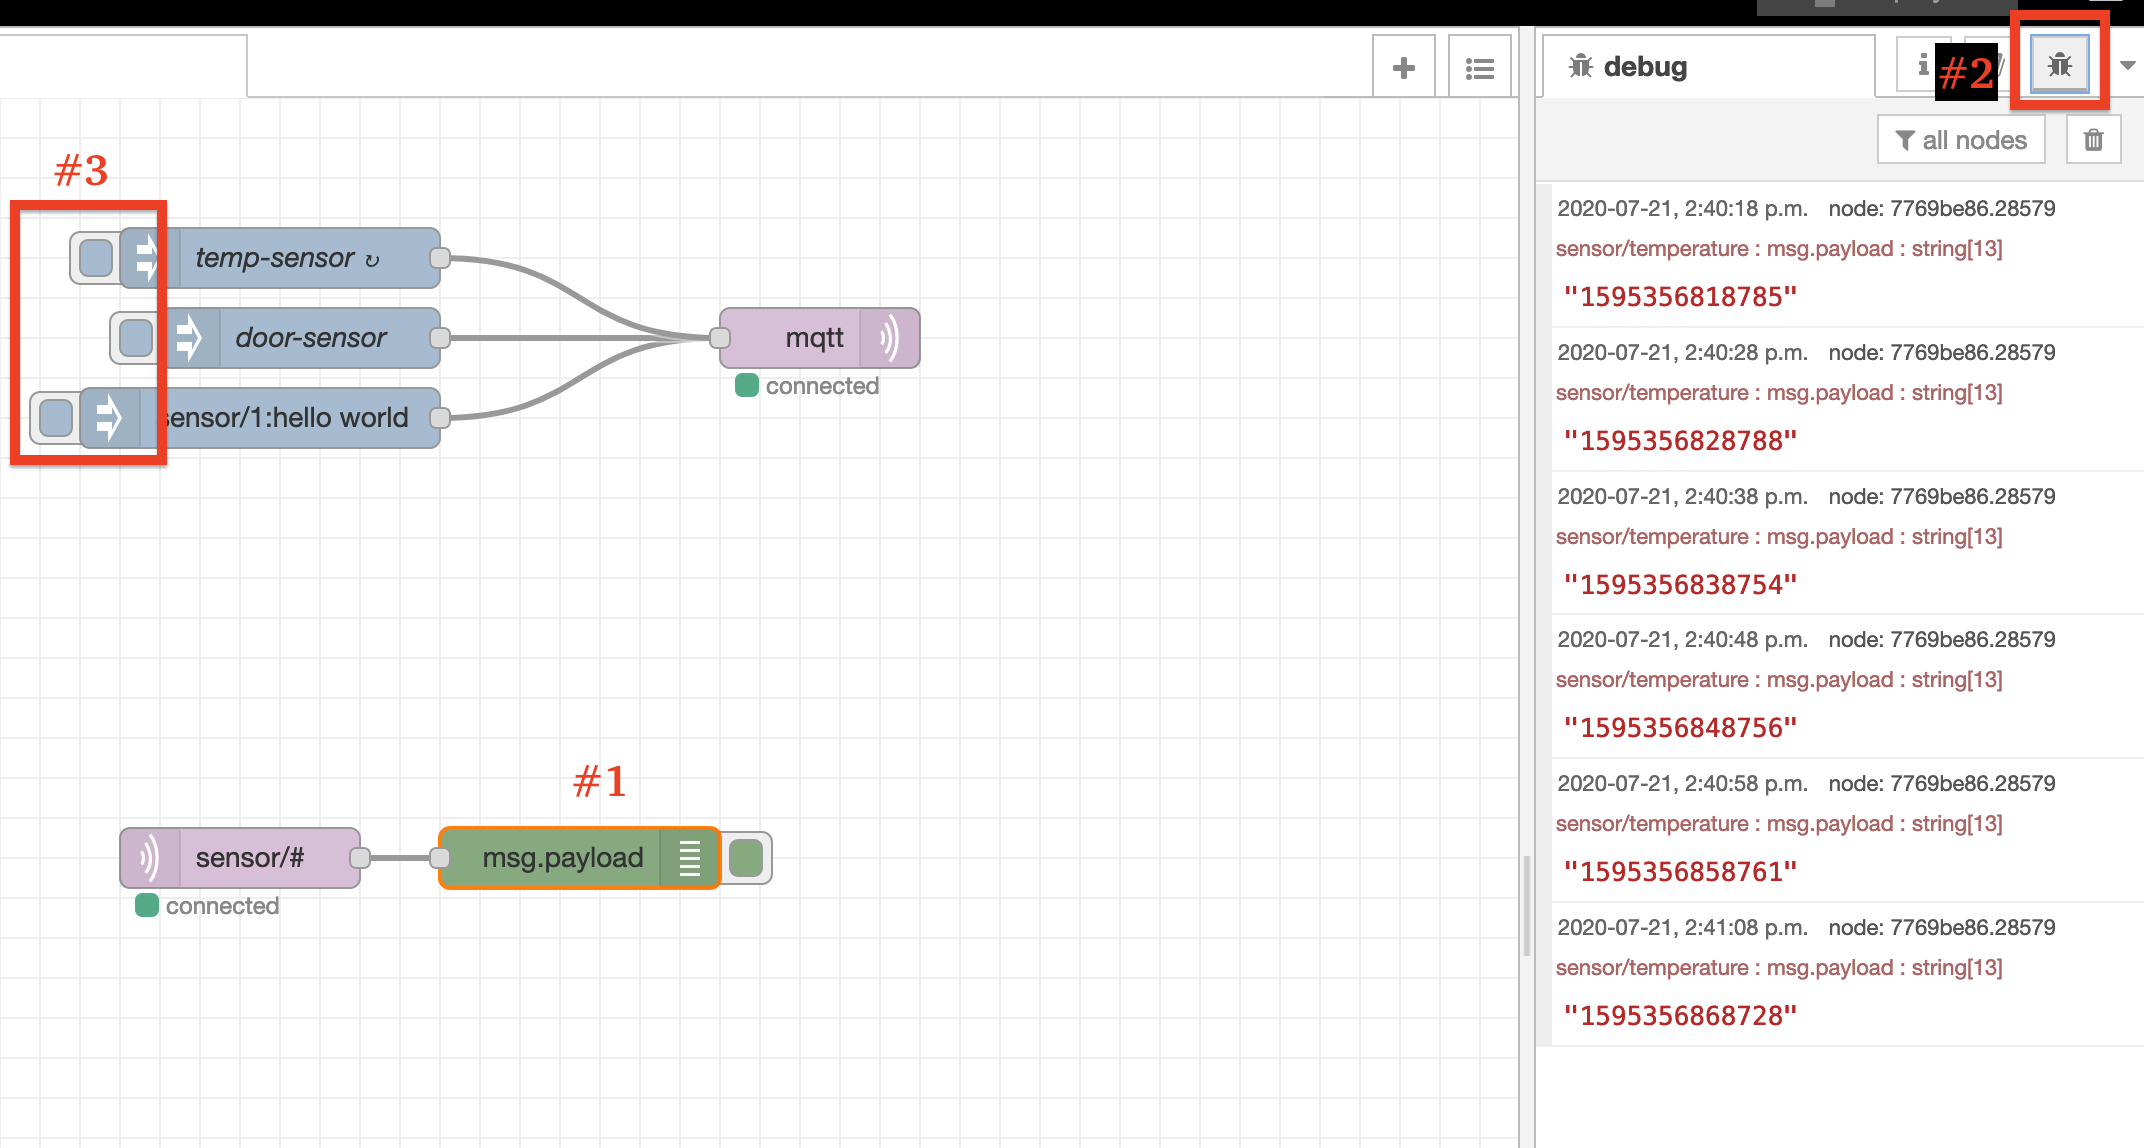 debug
#2
all nodes
#3
temp-sensor ↻
door-sensor
sensor/1:hello world
mqtt
connected
#1
sensor/#
msg.payload
connected
2020-07-21, 2:40:18 p.m. node: 7769be86.28579
sensor/temperature : msg.payload : string[13]
"1595356818785"
2020-07-21, 2:40:28 p.m. node: 7769be86.28579
sensor/temperature : msg.payload : string[13]
"1595356828788"
2020-07-21, 2:40:38 p.m. node: 7769be86.28579
sensor/temperature : msg.payload : string[13]
"1595356838754"
2020-07-21, 2:40:48 p.m. node: 7769be86.28579
sensor/temperature : msg.payload : string[13]
"1595356848756"
2020-07-21, 2:40:58 p.m. node: 7769be86.28579
sensor/temperature : msg.payload : string[13]
"1595356858761"
2020-07-21, 2:41:08 p.m. node: 7769be86.28579
sensor/temperature : msg.payload : string[13]
"1595356868728"